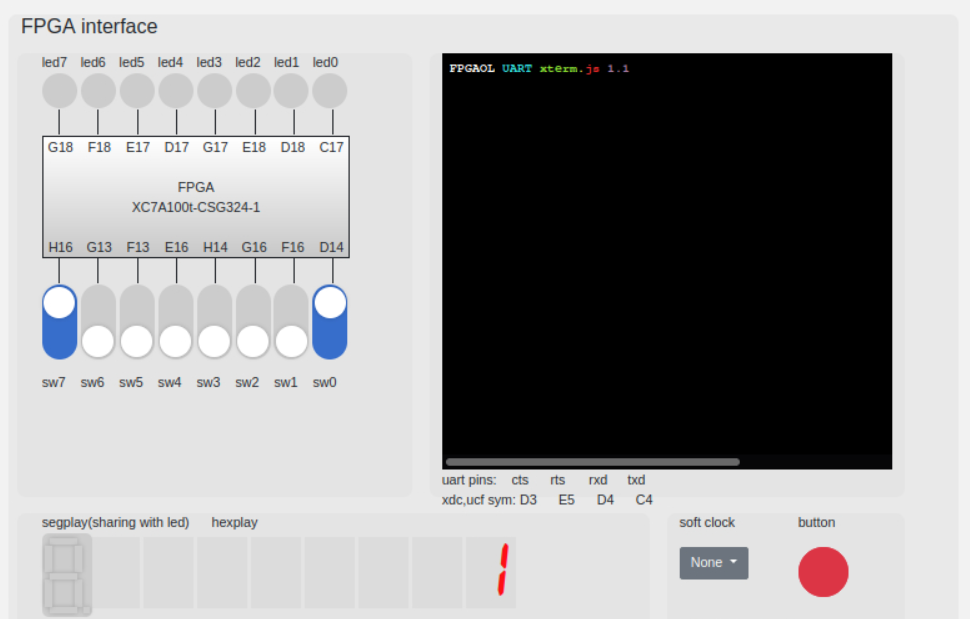 FPGA interface
led7 led6 led5 led4 led3 led2 led1 led0
G18 F18 E17 D17 G17 E18 D18 C17
FPGA
XC7A100t-CSG324-1
H16 G13 F13 E16 H14 G16 F16 D14
sw7 sw6 sw5 sw4 sw3 sw2 sw1 sw0
FPGAOL UART xterm.js 1.1
uart pins: cts rts rxd txd
xdc,ucf sym: D3 E5 D4 C4
segplay(sharing with led) hexplay
1
soft clock button
None